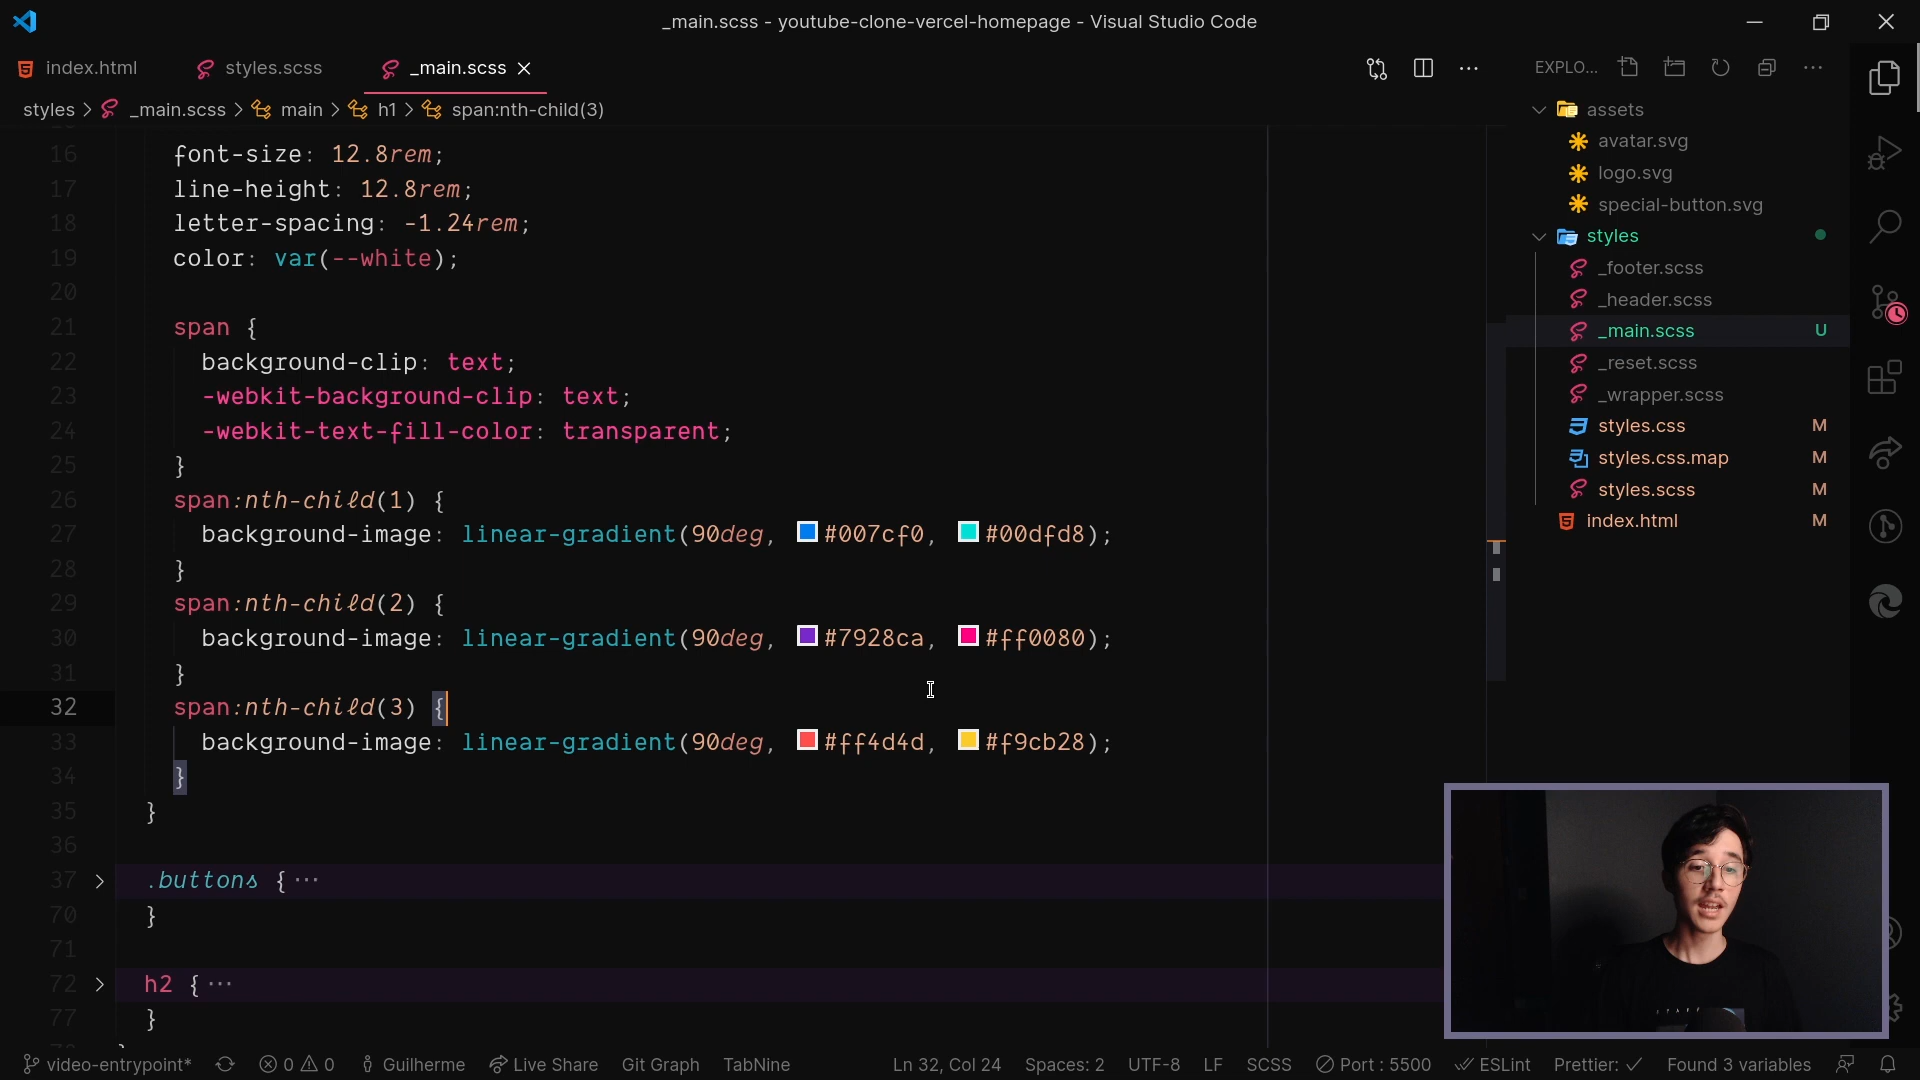 _main.scss - youtube-clone-vercel-homepage - Visual Studio Code
index.html
styles.scss
_main.scss
EXPLO...
styles > _main.scss > main > h1 > span:nth-child(3)
16 font-size: 12.8rem;
17 line-height: 12.8rem;
18 letter-spacing: -1.24rem;
19 color: var(--white);
20
21 span {
22 background-clip: text;
23 -webkit-background-clip: text;
24 -webkit-text-fill-color: transparent;
25 }
26 span:nth-child(1) {
27 background-image: linear-gradient(90deg, #007cf0, #00dfd8);
28 }
29 span:nth-child(2) {
30 background-image: linear-gradient(90deg, #7928ca, #ff0080);
31 }
32 span:nth-child(3) {
33 background-image: linear-gradient(90deg, #ff4d4d, #f9cb28);
34 }
35 }
36
37 .buttons { ···
70 }
71
72 h2 { ···
77 }
assets
avatar.svg
logo.svg
special-button.svg
styles
_footer.scss
_header.scss
_main.scss U
_reset.scss
_wrapper.scss
styles.css M
styles.css.map M
styles.scss M
index.html M
video-entrypoint* 0 0 Guilherme Live Share Git Graph TabNine Ln 32, Col 24 Spaces: 2 UTF-8 LF SCSS Port : 5500 ESLint Prettier: ✓ Found 3 variables